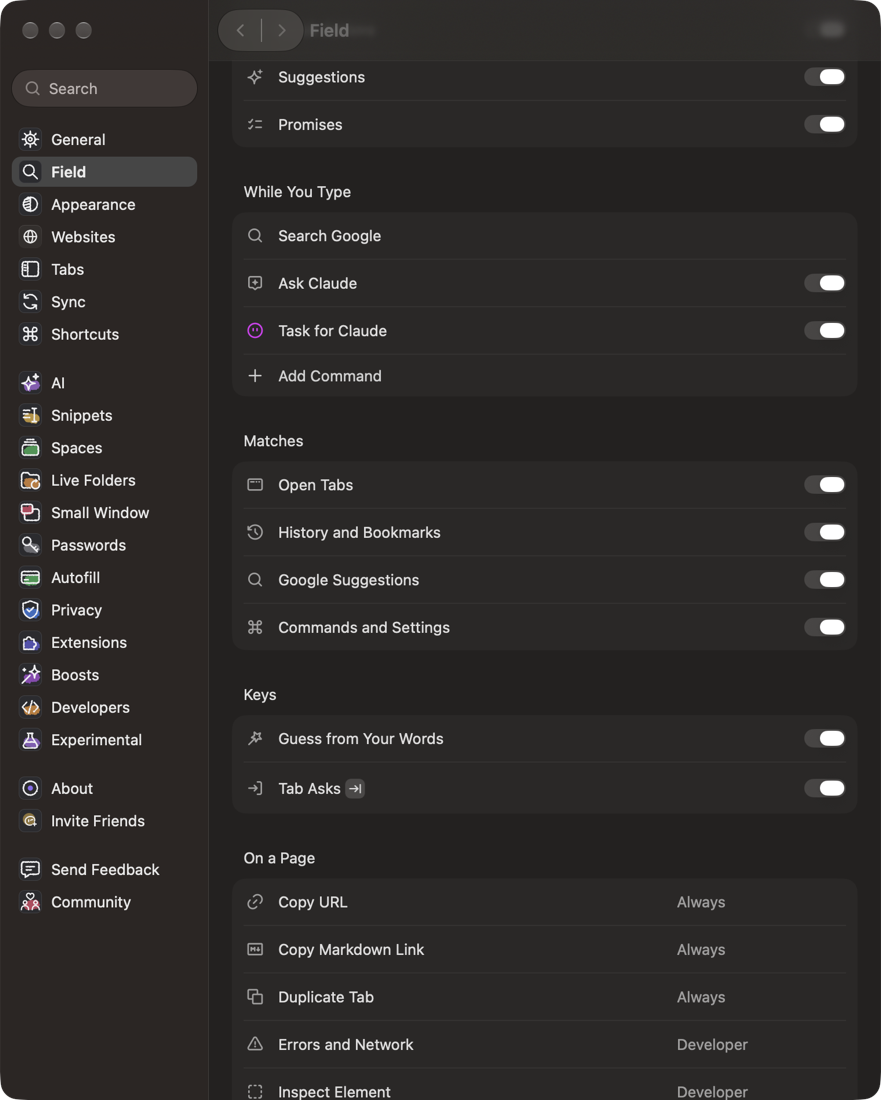 Search
General
Field
Appearance
Websites
Tabs
Sync
Shortcuts
AI
Snippets
Spaces
Live Folders
Small Window
Passwords
Autofill
Privacy
Extensions
Boosts
Developers
Experimental
About
Invite Friends
Send Feedback
Community
Field
Suggestions
Promises
While You Type
Search Google
Ask Claude
Task for Claude
Add Command
Matches
Open Tabs
History and Bookmarks
Google Suggestions
Commands and Settings
Keys
Guess from Your Words
Tab Asks
On a Page
Copy URL Always
Copy Markdown Link Always
Duplicate Tab Always
Errors and Network Developer
Inspect Element Developer